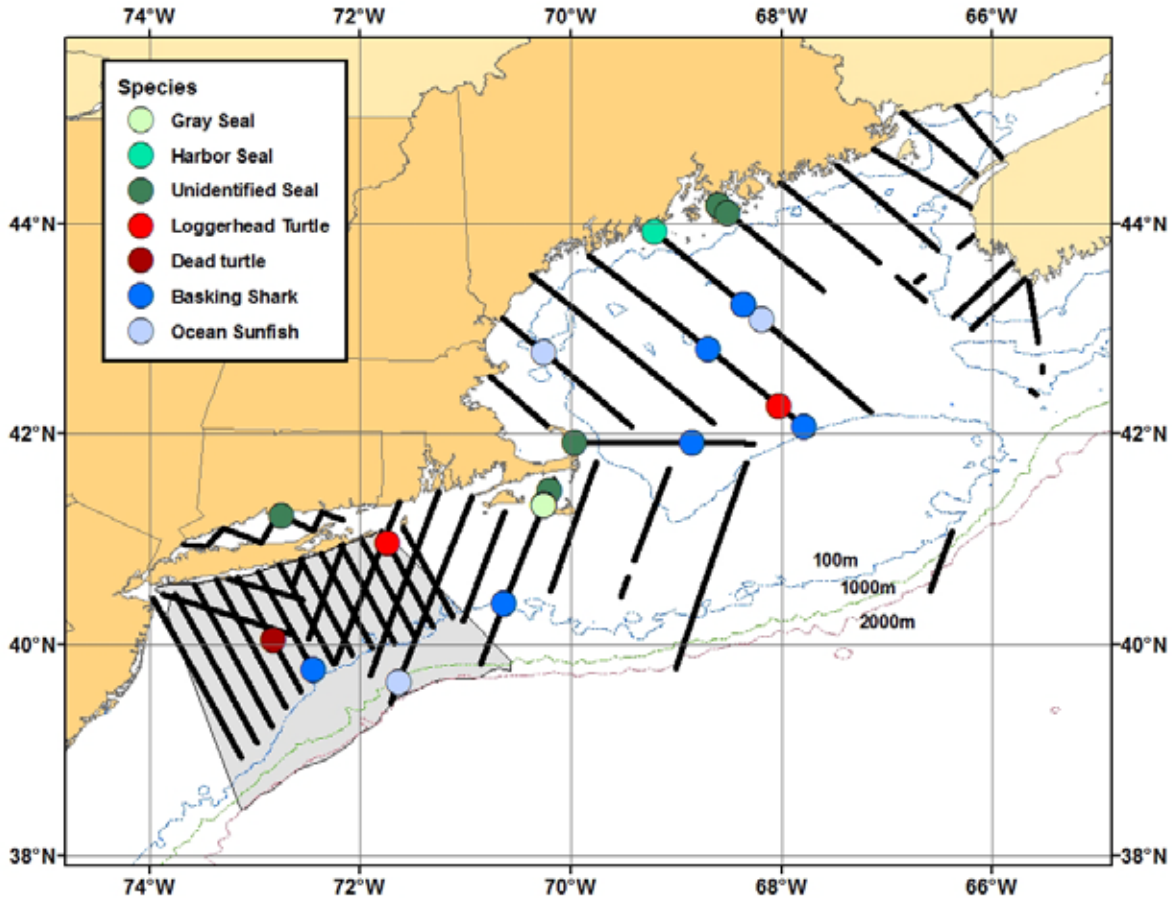 74°W 72°W 70°W 68°W 66°W
Species
Gray Seal
Harbor Seal
Unidentified Seal
Loggerhead Turtle
Dead turtle
Basking Shark
Ocean Sunfish
44°N 44°N
42°N 42°N
100m
1000m
2000m
40°N 40°N
38°N 38°N
74°W 72°W 70°W 68°W 66°W